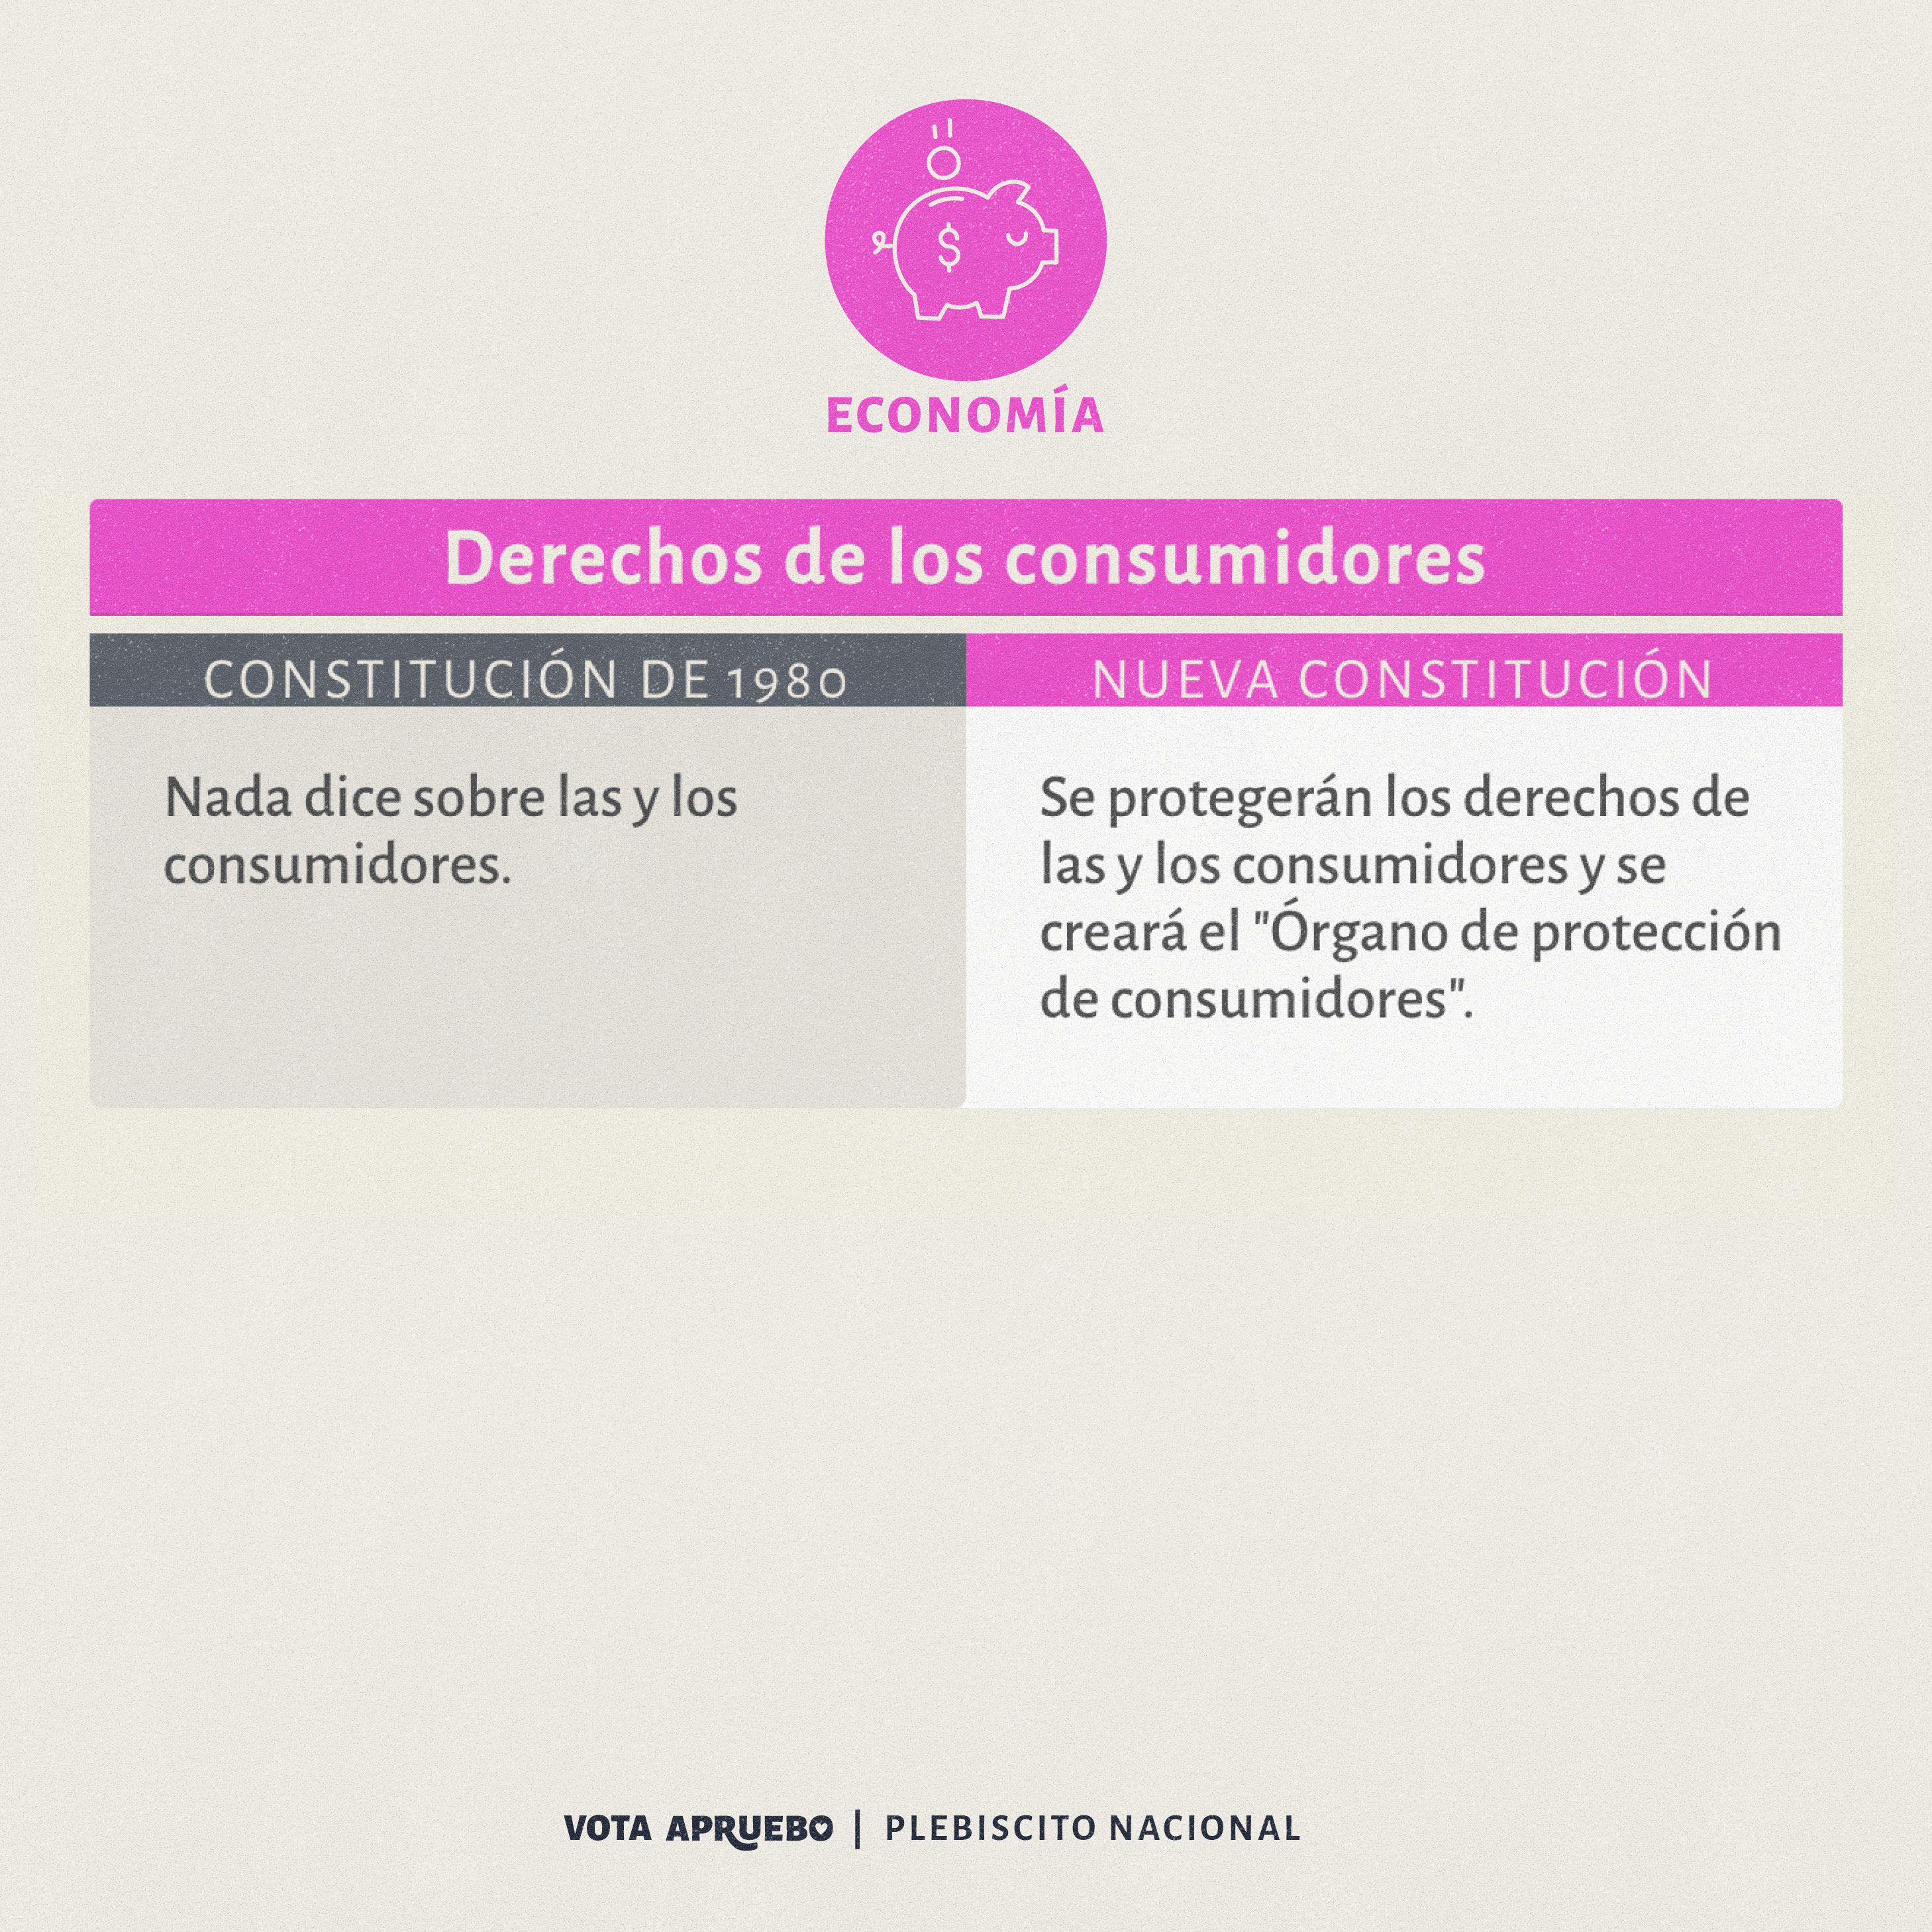 $
ECONOMÍA
Derechos de los consumidores
CONSTITUCIÓN DE 1980
Nada dice sobre las y los
consumidores.
NUEVA CONSTITUCIÓN
Se protegerán los derechos de
las y los consumidores y se
creará el "Órgano de protección
de consumidores".
VOTA APRUEBO | PLEBISCITO NACIONAL